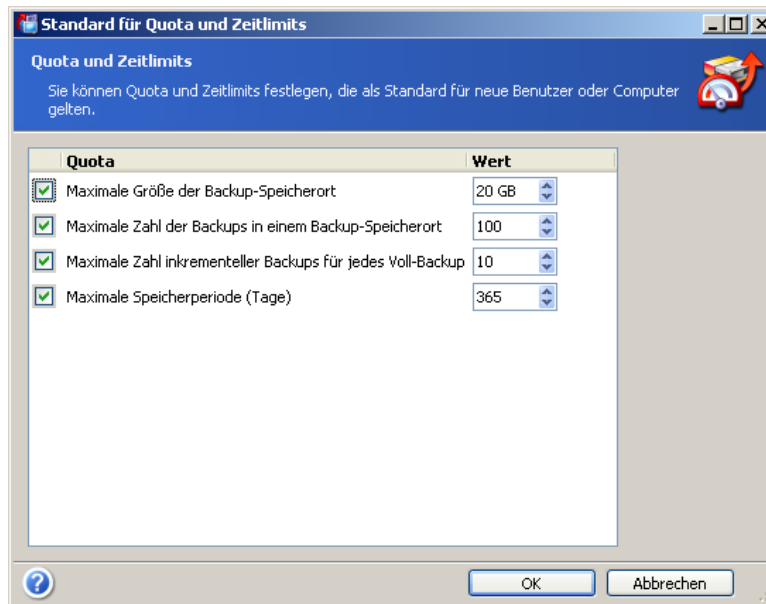 Standard für Quota und Zeitlimits
Quota und Zeitlimits
Sie können Quota und Zeitlimits festlegen, die als Standard für neue Benutzer oder Computer
gelten.
Quota Wert
Maximale Größe der Backup-Speicherort 20 GB
Maximale Zahl der Backups in einem Backup-Speicherort 100
Maximale Zahl inkrementeller Backups für jedes Voll-Backup 10
Maximale Speicherperiode (Tage) 365
OK Abbrechen